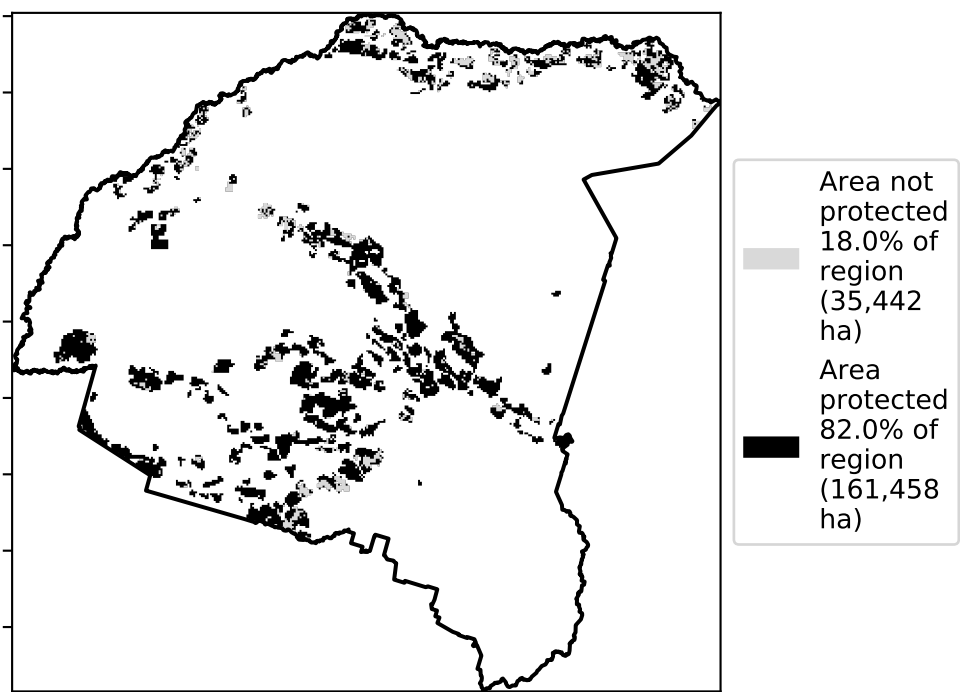 Area not
protected
18.0% of
region
(35,442
ha)
Area
protected
82.0% of
region
(161,458
ha)